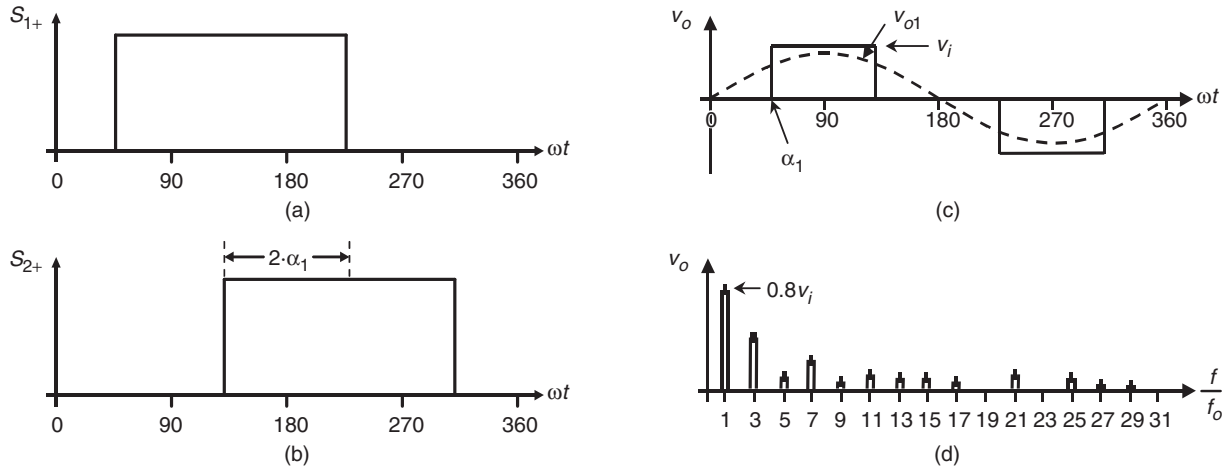 S1+
ωt
0 90 180 270 360
(a)
S2+
2·α1
ωt
0 90 180 270 360
(b)
vo
vo1
vi
ωt
0 90 180 270 360
α1
(c)
vo
0.8vi
f
fo
1 3 5 7 9 11 13 15 17 19 21 23 25 27 29 31
(d)